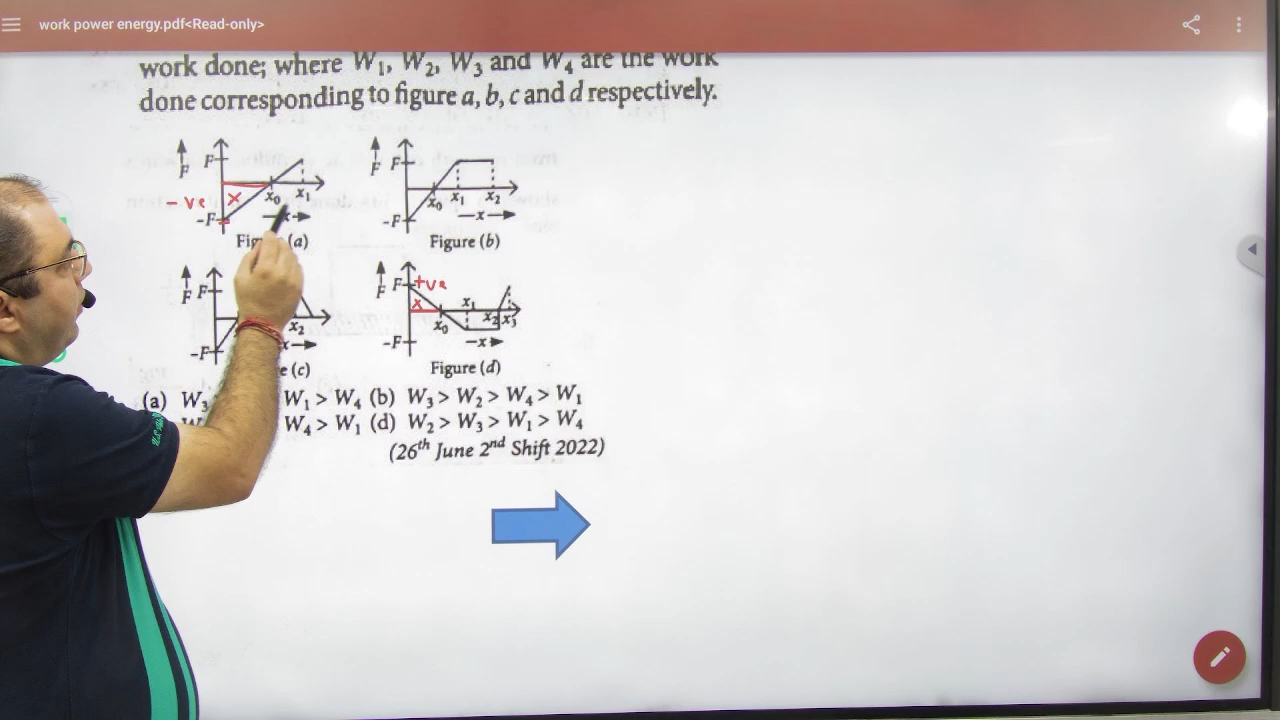 work power energy.pdf<Read-only>
work done; where W₁, W₂, W₃ and W₄ are the work
done corresponding to figure a, b, c and d respectively.
F F
- ve x x₀ x₁
-F x
(a)
F F
x₀ x₁ x₂
-F x
Figure (b)
F F
x₂
-F
(c)
F F +ve
x x₁ x₂ x₃
x₀
-F x
Figure (d)
(a) W₃ W₁ > W₄ (b) W₃ > W₂ > W₄ > W₁
W₄ > W₁ (d) W₂ > W₃ > W₁ > W₄
(26th June 2nd Shift 2022)